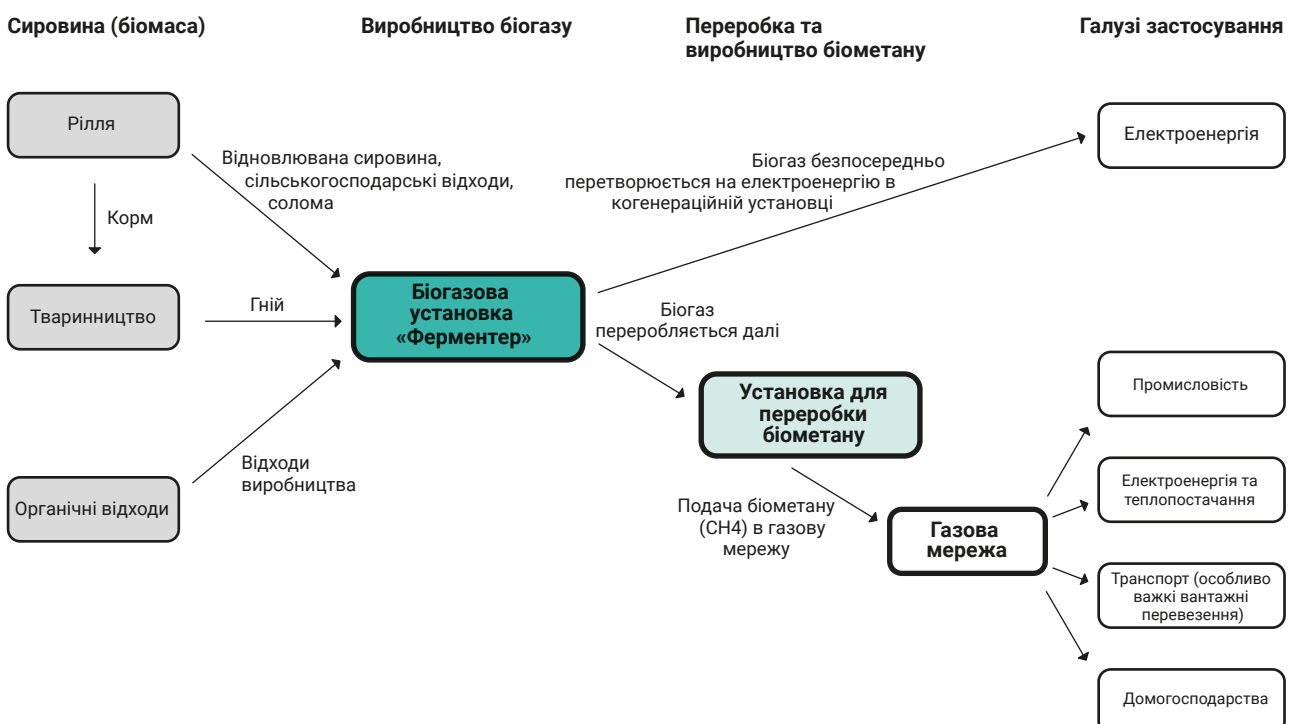 Сировина (біомаса)
Виробництво біогазу
Переробка та
виробництво біометану
Галузі застосування
Рілля
Електроенергія
Відновлювана сировина,
сільськогосподарські відходи,
солома
Біогаз безпосередньо
перетворюється на електроенергію в
когенераційній установці
Корм
Тваринництво
Гній
Біогазова
установка
«Ферментер»
Біогаз
переробляється далі
Промисловість
Установка для
переробки
біометану
Відходи
виробництва
Органічні відходи
Електроенергія та
теплопостачання
Подача біометану
(CH4) в газову
мережу
Газова
мережа
Транспорт (особливо
важкі вантажні
перевезення)
Домогосподарства